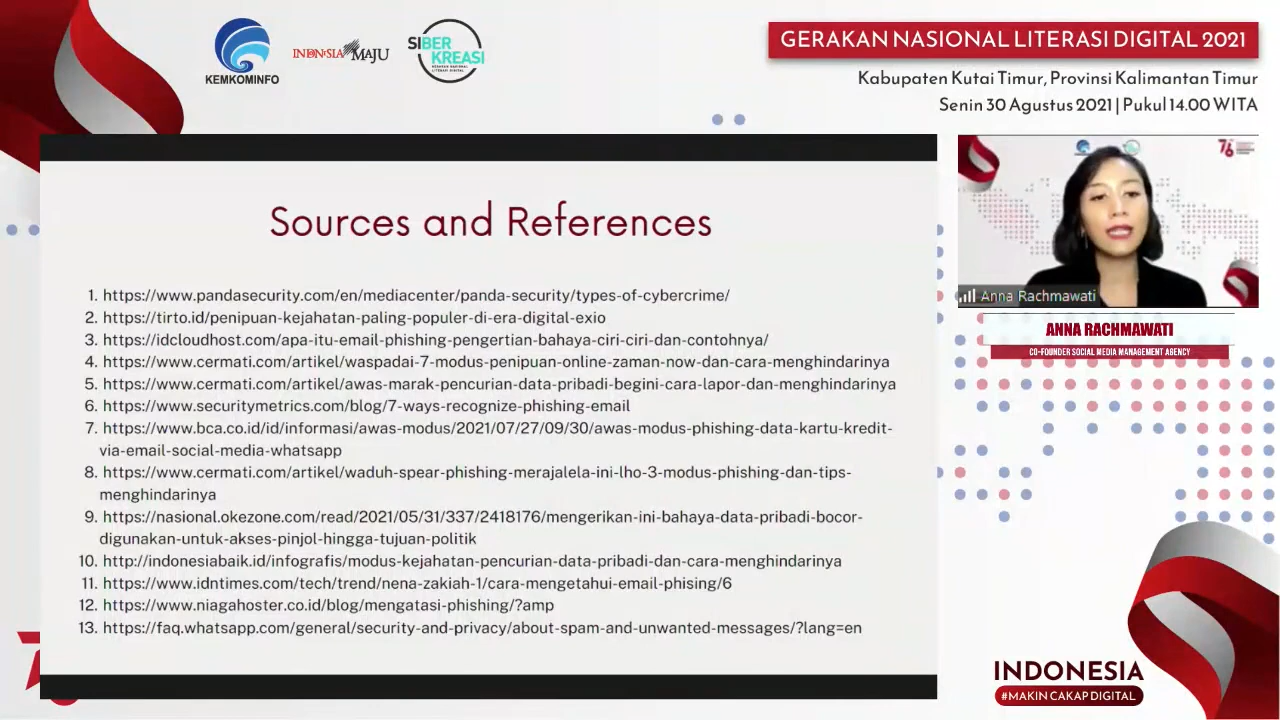 KEMKOMINFO
INDONESIA MAJU
SIBER KREASI
GERAKAN NASIONAL LITERASI DIGITAL
GERAKAN NASIONAL LITERASI DIGITAL 2021
Kabupaten Kutai Timur, Provinsi Kalimantan Timur
Senin 30 Agustus 2021 | Pukul 14.00 WITA
Sources and References
1. https://www.pandasecurity.com/en/mediacenter/panda-security/types-of-cybercrime/
2. https://tirto.id/penipuan-kejahatan-paling-populer-di-era-digital-exio
3. https://idcloudhost.com/apa-itu-email-phishing-pengertian-bahaya-ciri-ciri-dan-contohnya/
4. https://www.cermati.com/artikel/waspadai-7-modus-penipuan-online-zaman-now-dan-cara-menghindarinya
5. https://www.cermati.com/artikel/awas-marak-pencurian-data-pribadi-begini-cara-lapor-dan-menghindarinya
6. https://www.securitymetrics.com/blog/7-ways-recognize-phishing-email
7. https://www.bca.co.id/id/informasi/awas-modus/2021/07/27/09/30/awas-modus-phishing-data-kartu-kredit-
via-email-social-media-whatsapp
8. https://www.cermati.com/artikel/waduh-spear-phishing-merajalela-ini-lho-3-modus-phishing-dan-tips-
menghindarinya
9. https://nasional.okezone.com/read/2021/05/31/337/2418176/mengerikan-ini-bahaya-data-pribadi-bocor-
digunakan-untuk-akses-pinjol-hingga-tujuan-politik
10. http://indonesiabaik.id/infografis/modus-kejahatan-pencurian-data-pribadi-dan-cara-menghindarinya
11. https://www.idntimes.com/tech/trend/nena-zakiah-1/cara-mengetahui-email-phising/6
12. https://www.niagahoster.co.id/blog/mengatasi-phishing/?amp
13. https://faq.whatsapp.com/general/security-and-privacy/about-spam-and-unwanted-messages/?lang=en
76
Anna Rachmawati
ANNA RACHMAWATI
CO-FOUNDER SOCIAL MEDIA MANAGEMENT AGENCY
INDONESIA
#MAKIN CAKAP DIGITAL